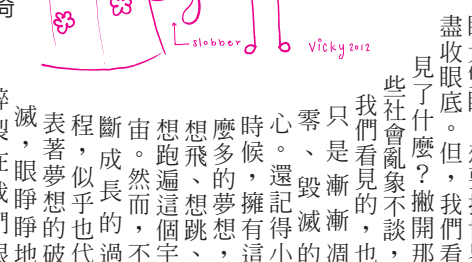 slobber
Vicky 2012
盡收眼底。但,我們看
見了什麼?撇開那
些社會亂象不談,
我們看見的,也
只是漸漸凋
零、毀滅的
心。還記得小
時候,擁有這
麼多的夢想,
想飛、想跳、
想跑遍這個宇
宙。然而,不
斷成長的過
程,似乎也代
表著夢想的破
滅,眼睜睜地